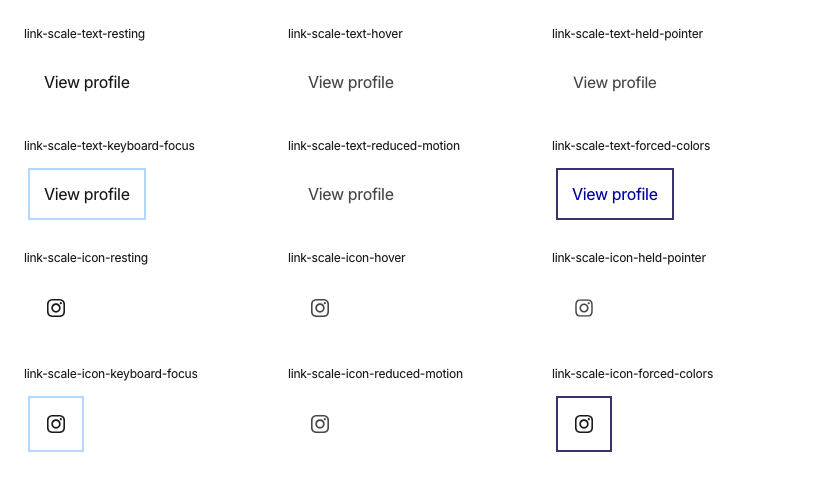 link-scale-text-resting
link-scale-text-hover
link-scale-text-held-pointer
View profile
View profile
View profile
link-scale-text-keyboard-focus
link-scale-text-reduced-motion
link-scale-text-forced-colors
View profile
View profile
View profile
link-scale-icon-resting
link-scale-icon-hover
link-scale-icon-held-pointer
link-scale-icon-keyboard-focus
link-scale-icon-reduced-motion
link-scale-icon-forced-colors